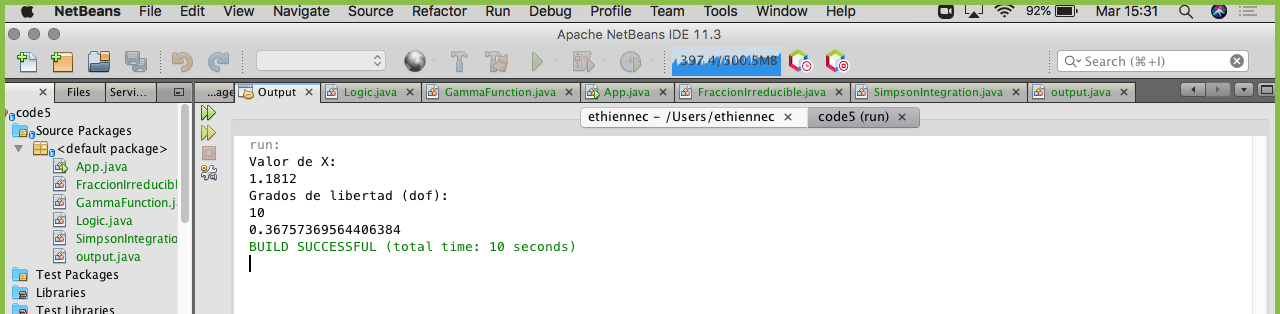 NetBeans File Edit View Navigate Source Refactor Run Debug Profile Team Tools Window Help 92% Mar 15:31
Apache NetBeans IDE 11.3
397.4/500.5MB Search (⌘+I)
Files Servi... ...age Output Logic.java GammaFunction.java App.java FraccionIrreducible.java SimpsonIntegration.java output.java
ethiennec - /Users/ethiennec code5 (run)
code5
Source Packages
<default package>
App.java
FraccionIrreducibl
GammaFunction.j
Logic.java
SimpsonIntegratio
output.java
Test Packages
Libraries
Test Libraries
run:
Valor de X:
1.1812
Grados de libertad (dof):
10
0.36757369564406384
BUILD SUCCESSFUL (total time: 10 seconds)